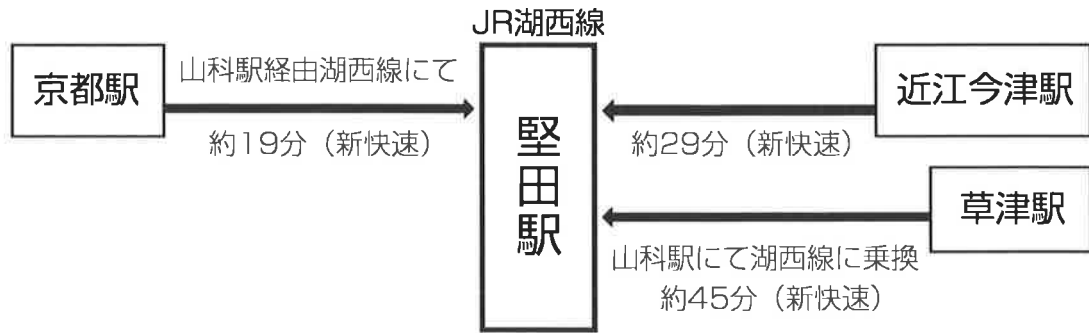 JR湖西線
京都駅
山科駅経由湖西線にて
約19分（新快速）
堅田駅
近江今津駅
約29分（新快速）
草津駅
山科駅にて湖西線に乗換
約45分（新快速）